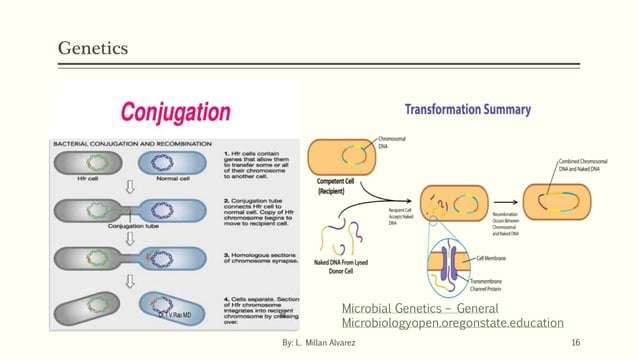 Genetics
Conjugation
BACTERIAL CONJUGATION AND RECOMBINATION
Hfr cell
Normal cell
1. Hfr cells contain
genes that allow them
to transfer some or all
of their chromosome
to another cell.
Conjugation tube
2. Conjugation tube
connects Hfr cell to
normal cell. Copy of Hfr
chromosome begins to
move to recipient cell.
3. Homologous sections
of chromosome synapse.
4. Cells separate. Section
of Hfr chromosome
integrates into recipient
chromosome by crossing
over.
Dr.T.V.Rao MD
Transformation Summary
Chromosomal
DNA
Competent Cell
(Recipient)
Naked DNA From Lysed
Donor Cell
Recipient Cell
Accepts Naked
DNA
Recombination
Occurs Between
Chromosomal
and Naked DNA
Combined Chromosomal
DNA and Naked DNA
Cell Membrane
Transmembrane
Channel Protein
Microbial Genetics – General
Microbiologyopen.oregonstate.education
By: L. Millan Alvarez
16